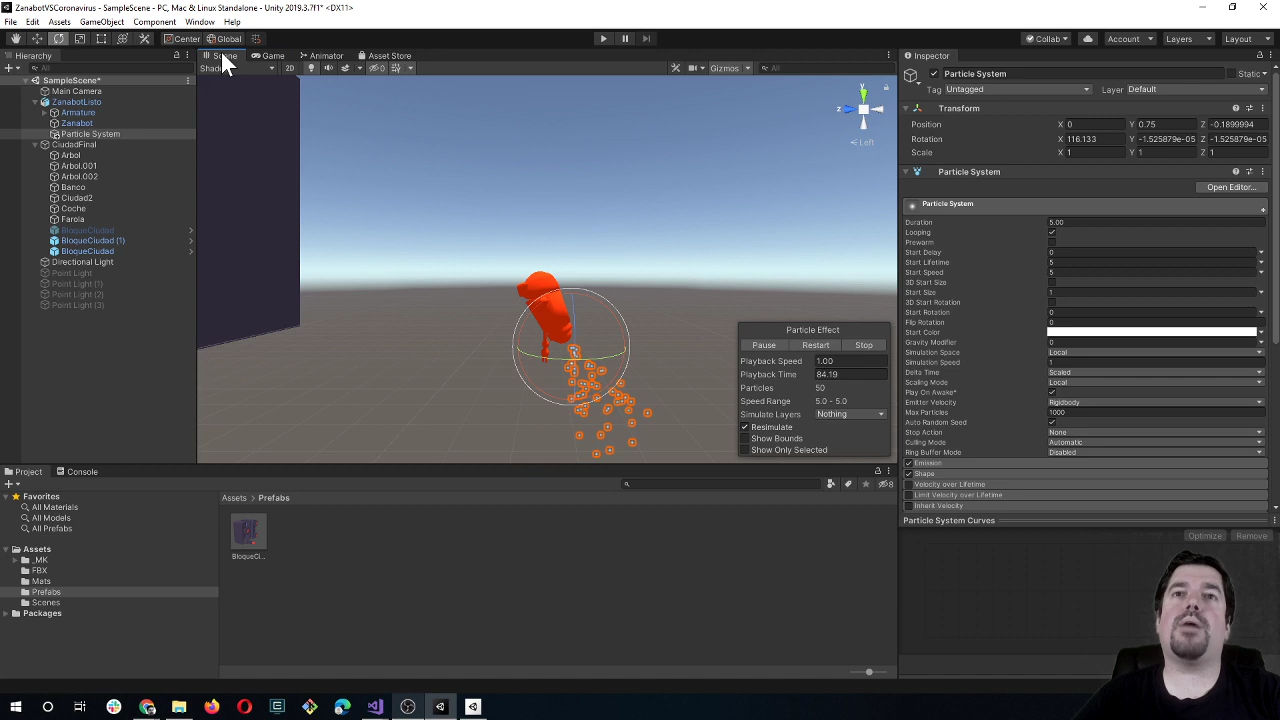 ZanabotVSCoronavirus - SampleScene - PC, Mac & Linux Standalone - Unity 2019.3.7f1* <DX11>
File Edit Assets GameObject Component Window Help
Center Global Collab Account Layers Layout
Hierarchy
All
SampleScene*
Main Camera
ZanabotListo
Armature
Zanabot
Particle System
CiudadFinal
Arbol
Arbol.001
Arbol.002
Banco
Ciudad2
Coche
Farola
BloqueCiudad
BloqueCiudad (1)
BloqueCiudad
Directional Light
Point Light
Point Light (1)
Point Light (2)
Point Light (3)
Scene Game Animator Asset Store
2D 0 Gizmos All
y
z
Left
Particle Effect
Pause Restart Stop
Playback Speed 1.00
Playback Time 84.19
Particles 50
Speed Range 5.0 - 5.0
Simulate Layers Nothing
Resimulate
Show Bounds
Show Only Selected
Inspector
Particle System Static
Tag Untagged Layer Default
Transform
Position X 0 Y 0.75 Z -0.1899994
Rotation X 116.133 Y -1.525879e-05 Z -1.525879e-05
Scale X 1 Y 1 Z 1
Particle System
Open Editor...
Particle System
Duration 5.00
Looping
Prewarm
Start Delay 0
Start Lifetime 5
Start Speed 5
3D Start Size
Start Size 1
3D Start Rotation
Start Rotation 0
Flip Rotation 0
Start Color
Gravity Modifier 0
Simulation Space Local
Simulation Speed 1
Delta Time Scaled
Scaling Mode Local
Play On Awake*
Emitter Velocity Rigidbody
Max Particles 1000
Auto Random Seed
Stop Action None
Culling Mode Automatic
Ring Buffer Mode Disabled
Emission
Shape
Velocity over Lifetime
Limit Velocity over Lifetime
Inherit Velocity
Particle System Curves
Optimize Remove
Project Console
8
Favorites
All Materials
All Models
All Prefabs
Assets
_MK
FBX
Mats
Prefabs
Scenes
Packages
Assets > Prefabs
BloqueCi...